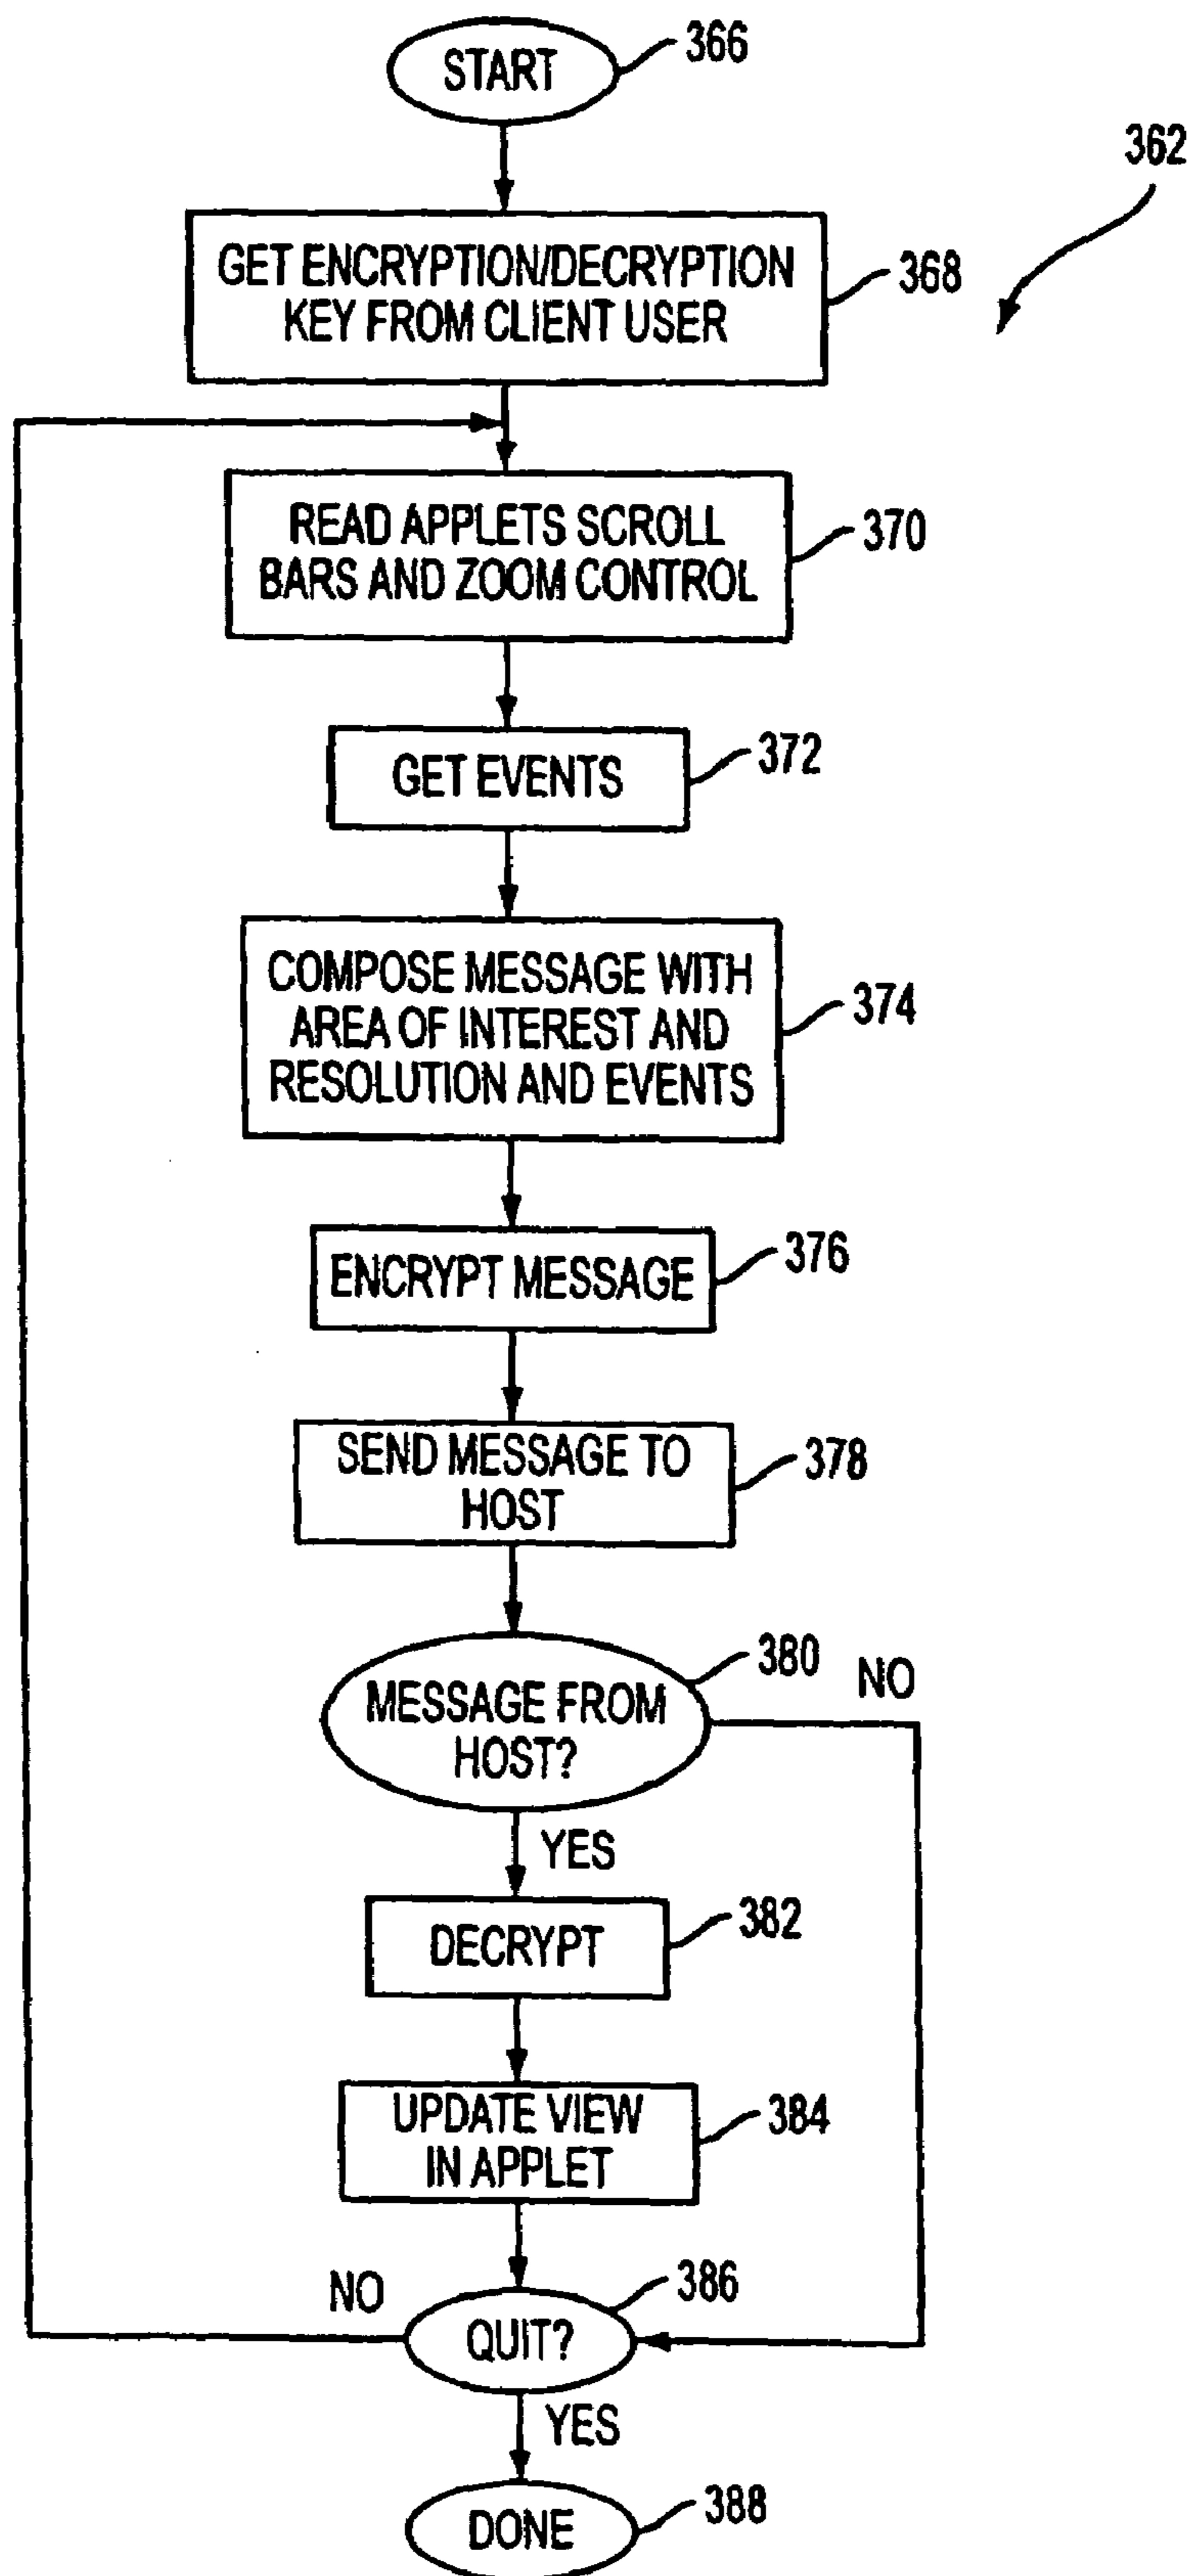 START
366
362
GET ENCRYPTION/DECRYPTION
KEY FROM CLIENT USER
368
READ APPLETS SCROLL
BARS AND ZOOM CONTROL
370
GET EVENTS
372
COMPOSE MESSAGE WITH
AREA OF INTEREST AND
RESOLUTION AND EVENTS
374
ENCRYPT MESSAGE
376
SEND MESSAGE TO
HOST
378
MESSAGE FROM
HOST?
380
NO
YES
DECRYPT
382
UPDATE VIEW
IN APPLET
384
NO
QUIT?
386
YES
DONE
388